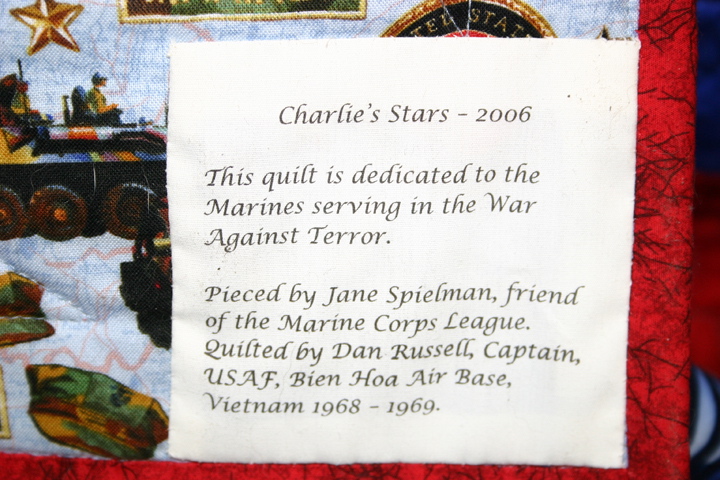 TED STATES
Charlie's Stars – 2006
This quilt is dedicated to the
Marines serving in the War
Against Terror.
Pieced by Jane Spielman, friend
of the Marine Corps League.
Quilted by Dan Russell, Captain,
USAF, Bien Hoa Air Base,
Vietnam 1968 – 1969.